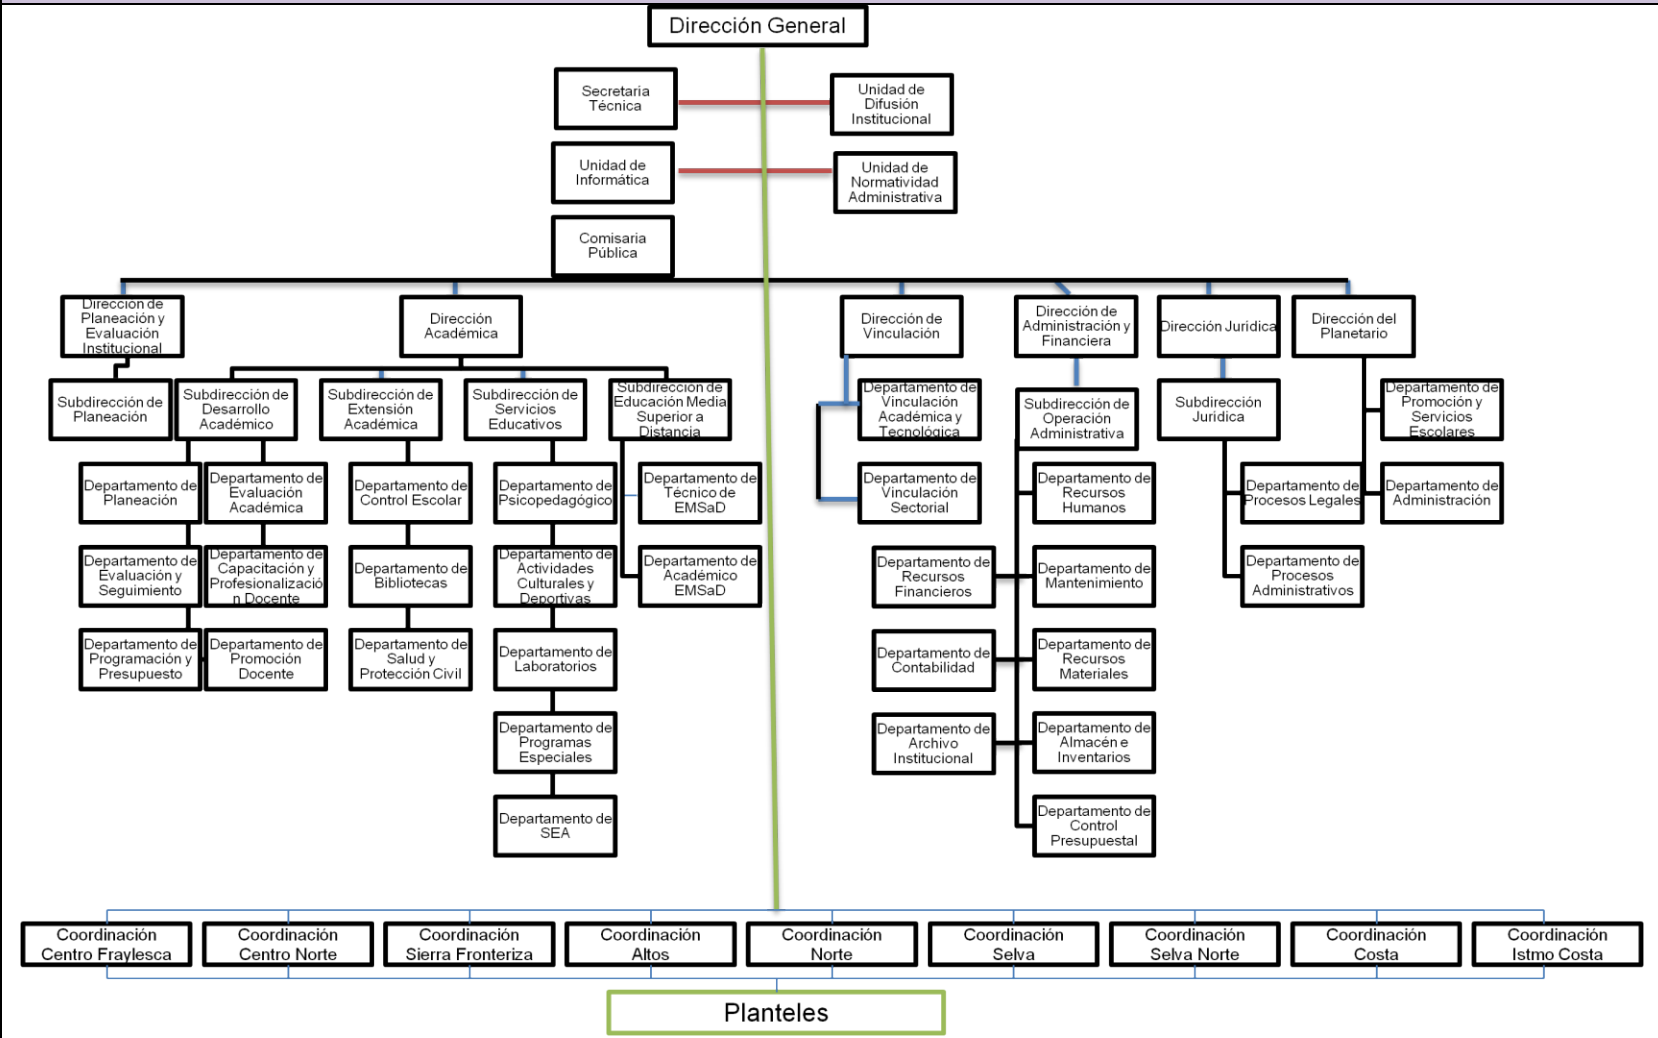 Dirección General
Secretaria
Técnica
Unidad de
Difusión
Institucional
Unidad de
Informática
Unidad de
Normatividad
Administrativa
Comisaria
Pública
Dirección de
Planeación y
Evaluación
Institucional
Dirección
Académica
Dirección de
Vinculación
Dirección de
Administración y
Financiera
Dirección Jurídica
Dirección del
Planetario
Subdirección de
Planeación
Subdirección de
Desarrollo
Académico
Subdirección de
Extensión
Académica
Subdirección de
Servicios
Educativos
Subdirección de
Educación Media
Superior a
Distancia
Departamento de
Vinculación
Académica y
Tecnológica
Subdirección de
Operación
Administrativa
Subdirección
Jurídica
Departamento de
Promoción y
Servicios
Escolares
Departamento de
Planeación
Departamento de
Evaluación
Académica
Departamento de
Control Escolar
Departamento de
Psicopedagógico
Departamento de
Técnico de
EMSaD
Departamento de
Vinculación
Sectorial
Departamento de
Recursos
Humanos
Departamento de
Procesos Legales
Departamento de
Administración
Departamento de
Evaluación y
Seguimiento
Departamento de
Capacitación y
Profesionalizació
n Docente
Departamento de
Bibliotecas
Departamento de
Actividades
Culturales y
Deportivas
Departamento de
Académico
EMSaD
Departamento de
Recursos
Financieros
Departamento de
Mantenimiento
Departamento de
Procesos
Administrativos
Departamento de
Programación y
Presupuesto
Departamento de
Promoción
Docente
Departamento de
Salud y
Protección Civil
Departamento de
Laboratorios
Departamento de
Contabilidad
Departamento de
Recursos
Materiales
Departamento de
Programas
Especiales
Departamento de
Archivo
Institucional
Departamento de
Almacén e
Inventarios
Departamento de
SEA
Departamento de
Control
Presupuestal
Coordinación
Centro Fraylesca
Coordinación
Centro Norte
Coordinación
Sierra Fronteriza
Coordinación
Altos
Coordinación
Norte
Coordinación
Selva
Coordinación
Selva Norte
Coordinación
Costa
Coordinación
Istmo Costa
Planteles